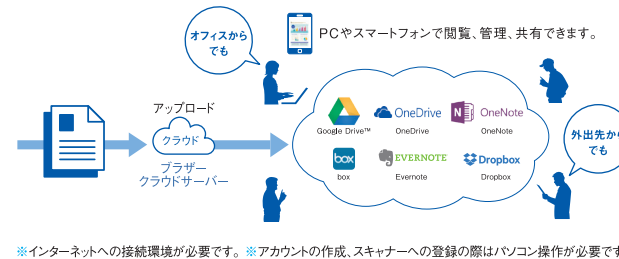 オフィスから
でも
PCやスマートフォンで閲覧、管理、共有できます。
アップロード
クラウド
ブラザー
クラウドサーバー
Google Drive™
OneDrive
OneDrive
N
OneNote
OneNote
box
box
EVERNOTE
Evernote
Dropbox
Dropbox
外出先から
でも
※インターネットへの接続環境が必要です。 ※アカウントの作成、スキャナーへの登録の際はパソコン操作が必要です